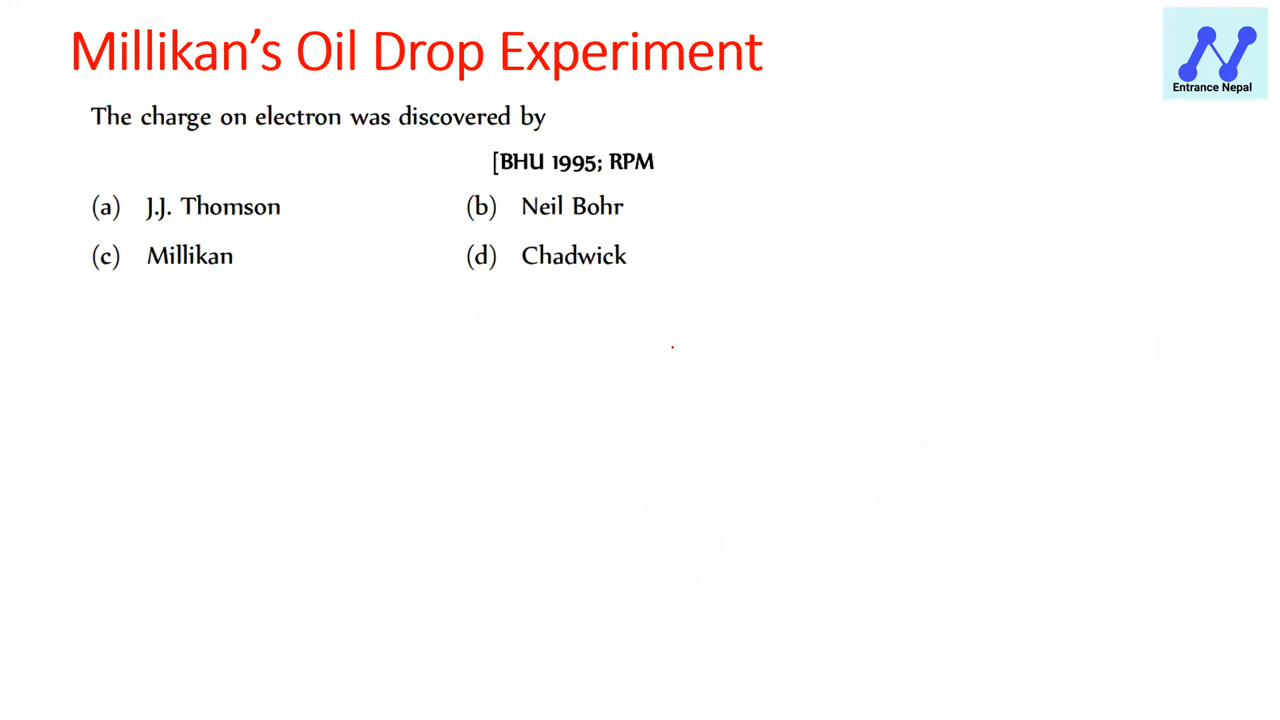 Millikan's Oil Drop Experiment
Entrance Nepal
The charge on electron was discovered by
[BHU 1995; RPM
(a) J.J. Thomson (b) Neil Bohr
(c) Millikan (d) Chadwick